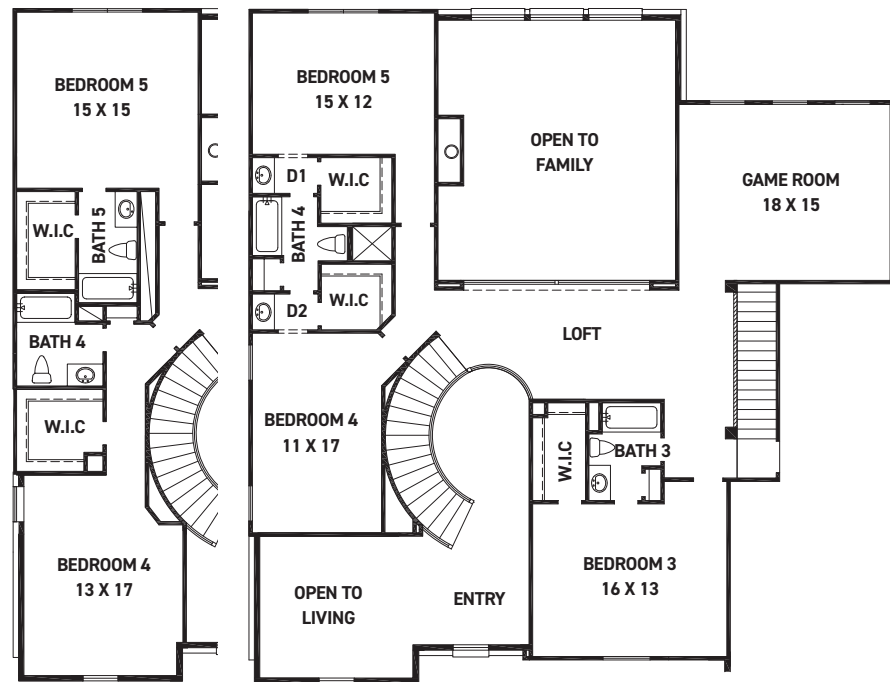 BEDROOM 5
15 X 15
W.I.C
BATH 5
BATH 4
W.I.C
BEDROOM 4
13 X 17
BEDROOM 5
15 X 12
D1
W.I.C
BATH 4
D2
W.I.C
OPEN TO
FAMILY
GAME ROOM
18 X 15
LOFT
BEDROOM 4
11 X 17
W.I.C
BATH 3
BEDROOM 3
16 X 13
OPEN TO
LIVING
ENTRY